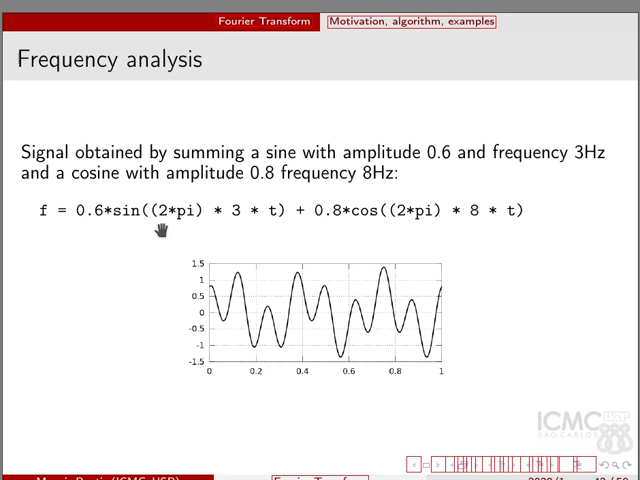 Fourier Transform
Motivation, algorithm, examples
Frequency analysis
Signal obtained by summing a sine with amplitude 0.6 and frequency 3Hz
and a cosine with amplitude 0.8 frequency 8Hz:
f = 0.6*sin((2*pi) * 3 * t) + 0.8*cos((2*pi) * 8 * t)
1.5
1
0.5
0
-0.5
-1
-1.5
0 0.2 0.4 0.6 0.8 1
ICMC USP
SÃO CARLOS